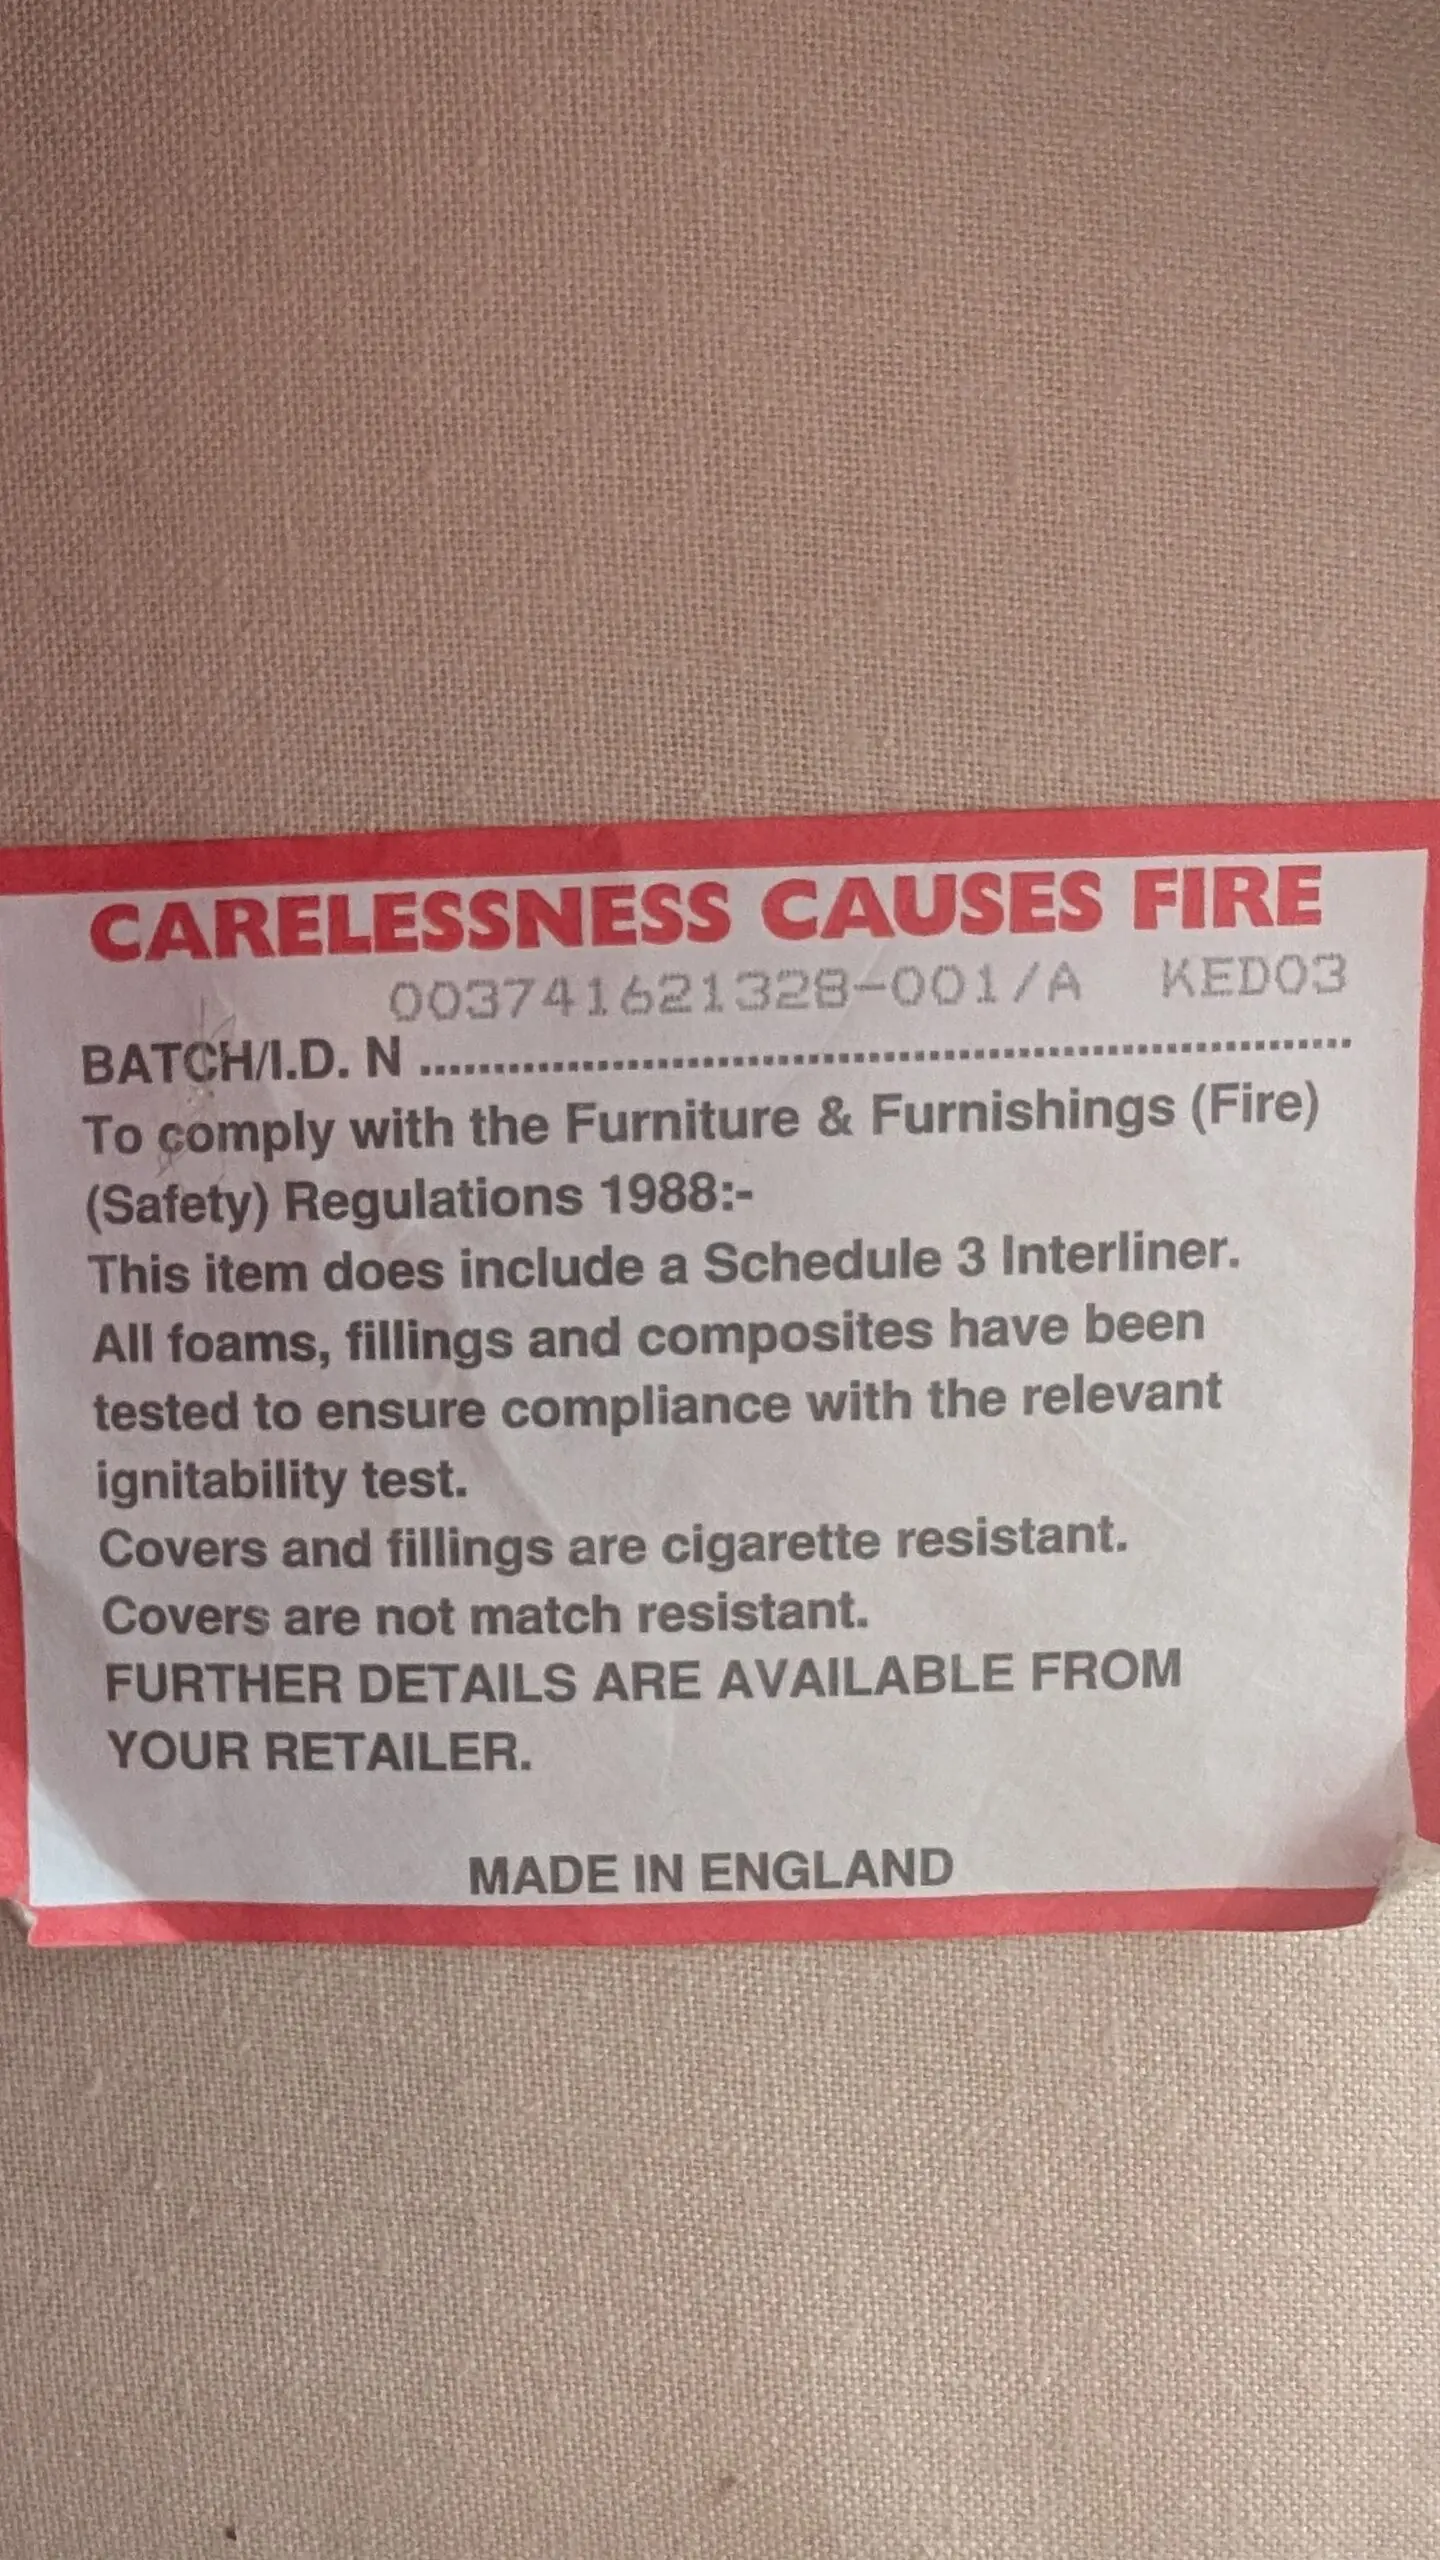 CARELESSNESS CAUSES FIRE
003741621328-001/A KED03
BATCH/I.D. N ................................................................
To comply with the Furniture & Furnishings (Fire)
(Safety) Regulations 1988:-
This item does include a Schedule 3 Interliner.
All foams, fillings and composites have been
tested to ensure compliance with the relevant
ignitability test.
Covers and fillings are cigarette resistant.
Covers are not match resistant.
FURTHER DETAILS ARE AVAILABLE FROM
YOUR RETAILER.
MADE IN ENGLAND